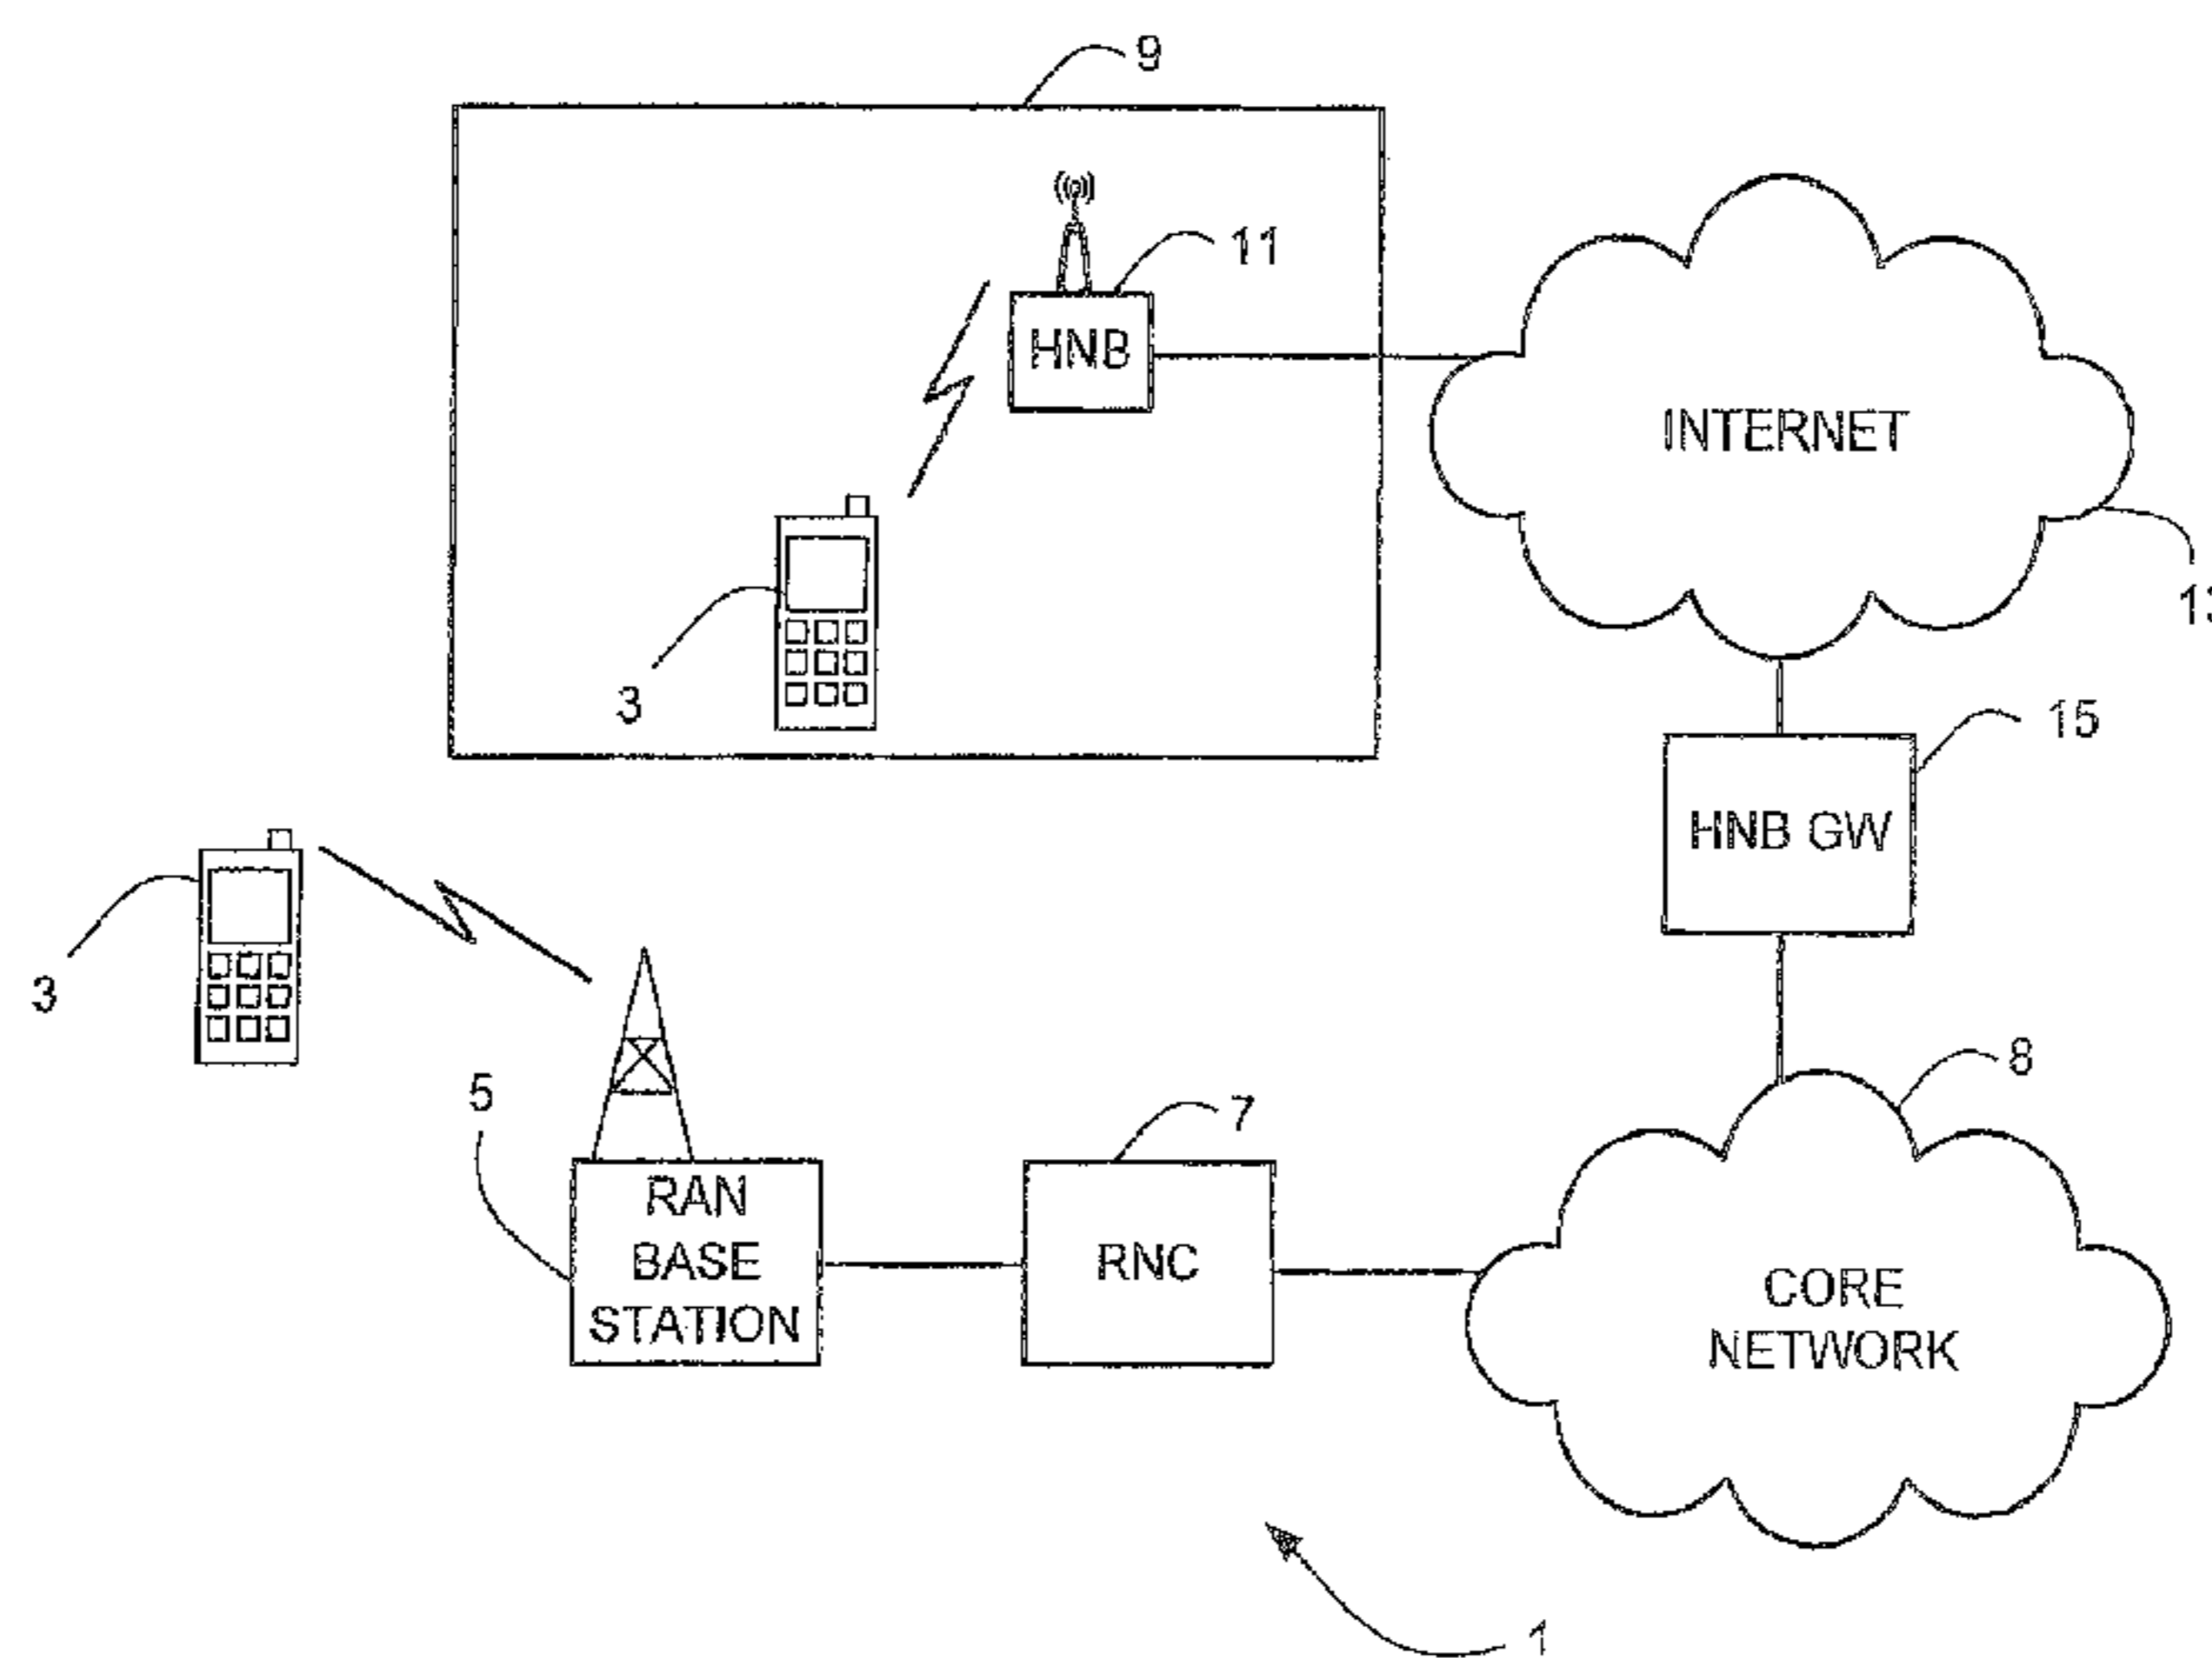 9
11
HNB
INTERNET
3
15
HNB GW
3
8
5
7
RAN
BASE
STATION
RNC
CORE
NETWORK
1